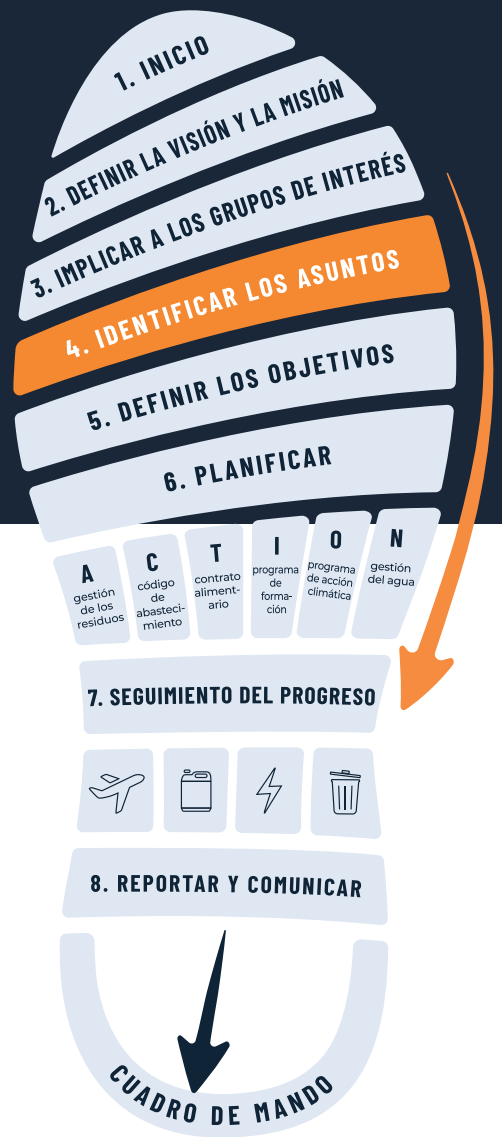 1. INICIO
2. DEFINIR LA VISIÓN Y LA MISIÓN
3. IMPLICAR A LOS GRUPOS DE INTERÉS
4. IDENTIFICAR LOS ASUNTOS
5. DEFINIR LOS OBJETIVOS
6. PLANIFICAR
A
gestión
de los
residuos
C
código
de
abasteci-
miento
T
contrato
aliment-
ario
I
programa
de
forma-
ción
O
programa
de acción
climática
N
gestión
del agua
7. SEGUIMIENTO DEL PROGRESO
8. REPORTAR Y COMUNICAR
CUADRO DE MANDO